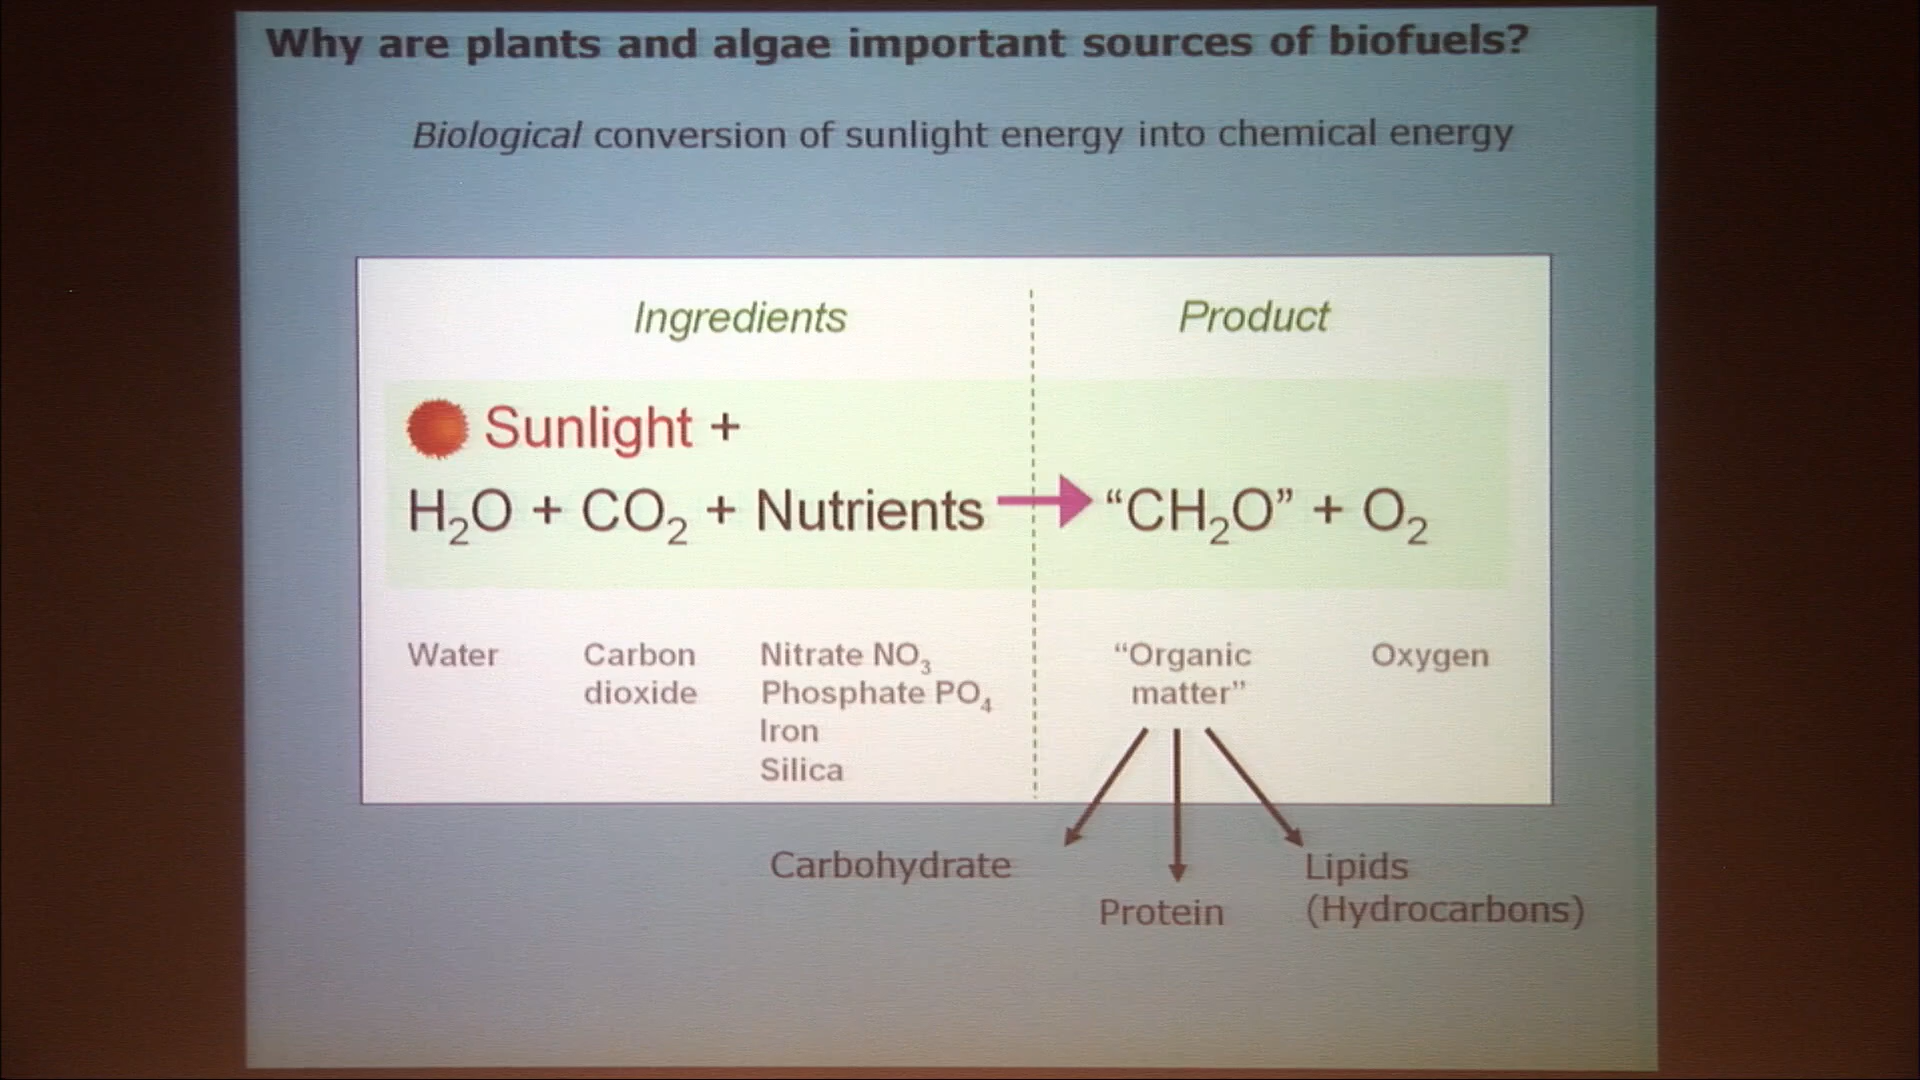 Why are plants and algae important sources of biofuels?
Biological conversion of sunlight energy into chemical energy
Ingredients
Product
Sunlight +
H₂O + CO₂ + Nutrients → “CH₂O” + O₂
Water
Carbon
dioxide
Nitrate NO₃
Phosphate PO₄
Iron
Silica
“Organic
matter”
Oxygen
Carbohydrate
Protein
Lipids
(Hydrocarbons)